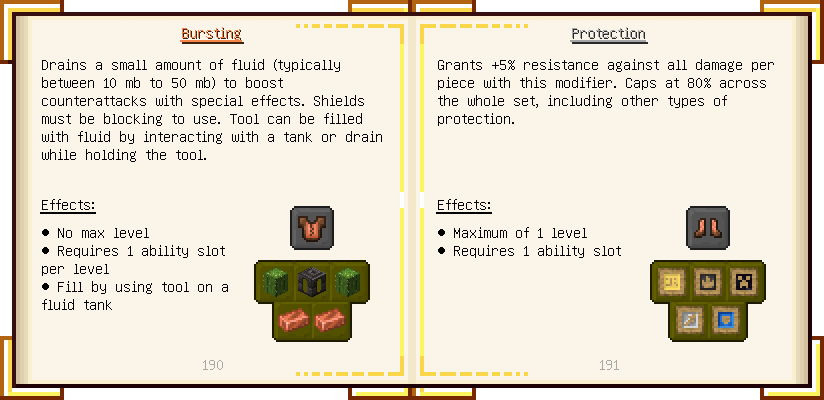 Bursting
Drains a small amount of fluid (typically
between 10 mb to 50 mb) to boost
counterattacks with special effects. Shields
must be blocking to use. Tool can be filled
with fluid by interacting with a tank or drain
while holding the tool.
Effects:
● No max level
● Requires 1 ability slot
per level
● Fill by using tool on a
fluid tank
190
Protection
Grants +5% resistance against all damage per
piece with this modifier. Caps at 80% across
the whole set, including other types of
protection.
Effects:
● Maximum of 1 level
● Requires 1 ability slot
191